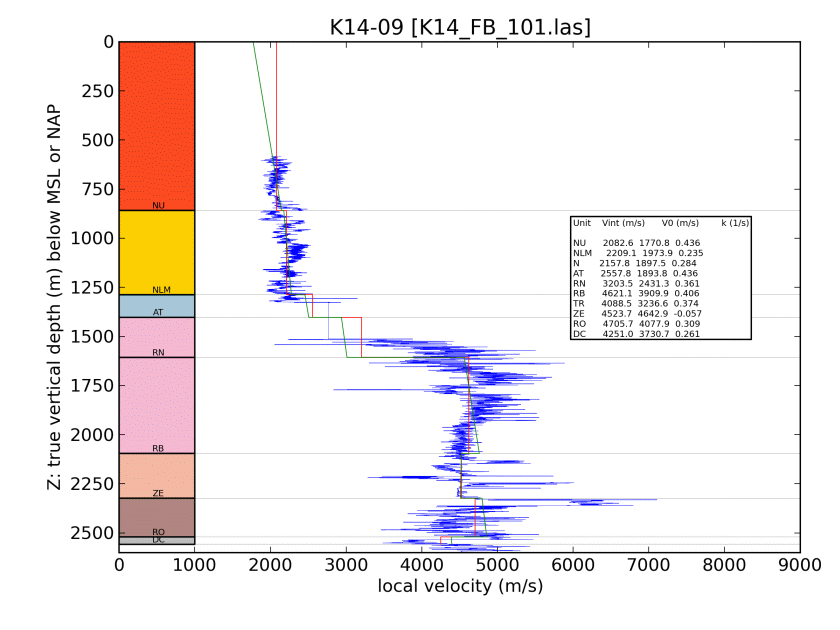 K14-09 [K14_FB_101.las]
0
250
500
750
1000
1250
1500
1750
2000
2250
2500
Z: true vertical depth (m) below MSL or NAP
NU
NLM
AT
RN
RB
ZE
RO
DC
Unit Vint (m/s) V0 (m/s) k (1/s)
NU 2082.6 1770.8 0.436
NLM 2209.1 1973.9 0.235
N 2157.8 1897.5 0.284
AT 2557.8 1893.8 0.436
RN 3203.5 2431.3 0.361
RB 4621.1 3909.9 0.406
TR 4088.5 3236.6 0.374
ZE 4523.7 4642.9 -0.057
RO 4705.7 4077.9 0.309
DC 4251.0 3730.7 0.261
0 1000 2000 3000 4000 5000 6000 7000 8000 9000
local velocity (m/s)